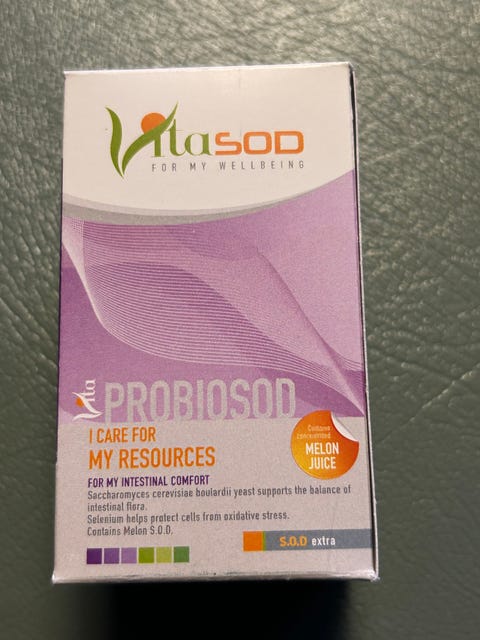 VitaSOD
FOR MY WELLBEING
Vita PROBIOSOD
I CARE FOR
MY RESOURCES
Contains
concentrated
MELON
JUICE
FOR MY INTESTINAL COMFORT
Saccharomyces cerevisiae boulardii yeast supports the balance of
intestinal flora.
Selenium helps protect cells from oxidative stress.
Contains Melon S.O.D.
S.O.D extra